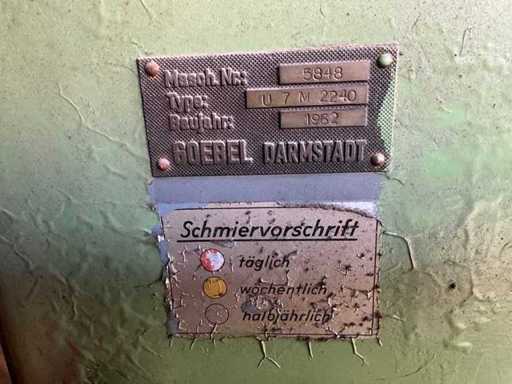 Masch. Nr.: 5848
Type: U 7 M 2240
Baujahr: 1962
GOEBEL DARMSTADT
Schmiervorschrift
täglich
wöchentlich
halbjährlich